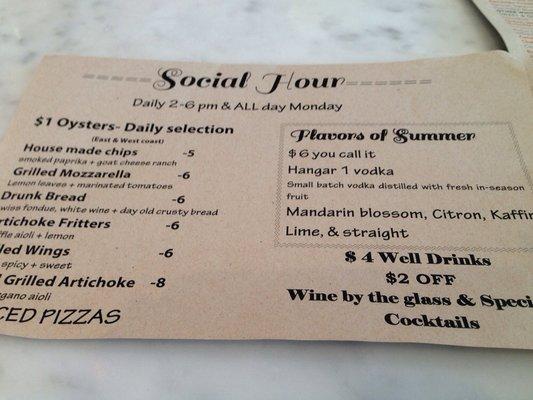 Social Hour
Daily 2-6 pm & ALL day Monday
$1 Oysters- Daily selection
(East & West coast)
House made chips -5
smoked paprika + goat cheese ranch
Grilled Mozzarella -6
Lemon leaves + marinated tomatoes
Drunk Bread -6
wiss fondue, white wine + day old crusty bread
Artichoke Fritters -6
ffle aioli + lemon
led Wings -6
spicy + sweet
Grilled Artichoke -8
gano aioli
CED PIZZAS
Flavors of Summer
$6 you call it
Hangar 1 vodka
Small batch vodka distilled with fresh in-season
fruit
Mandarin blossom, Citron, Kaffir
Lime, & straight
$4 Well Drinks
$2 OFF
Wine by the glass & Speci
Cocktails